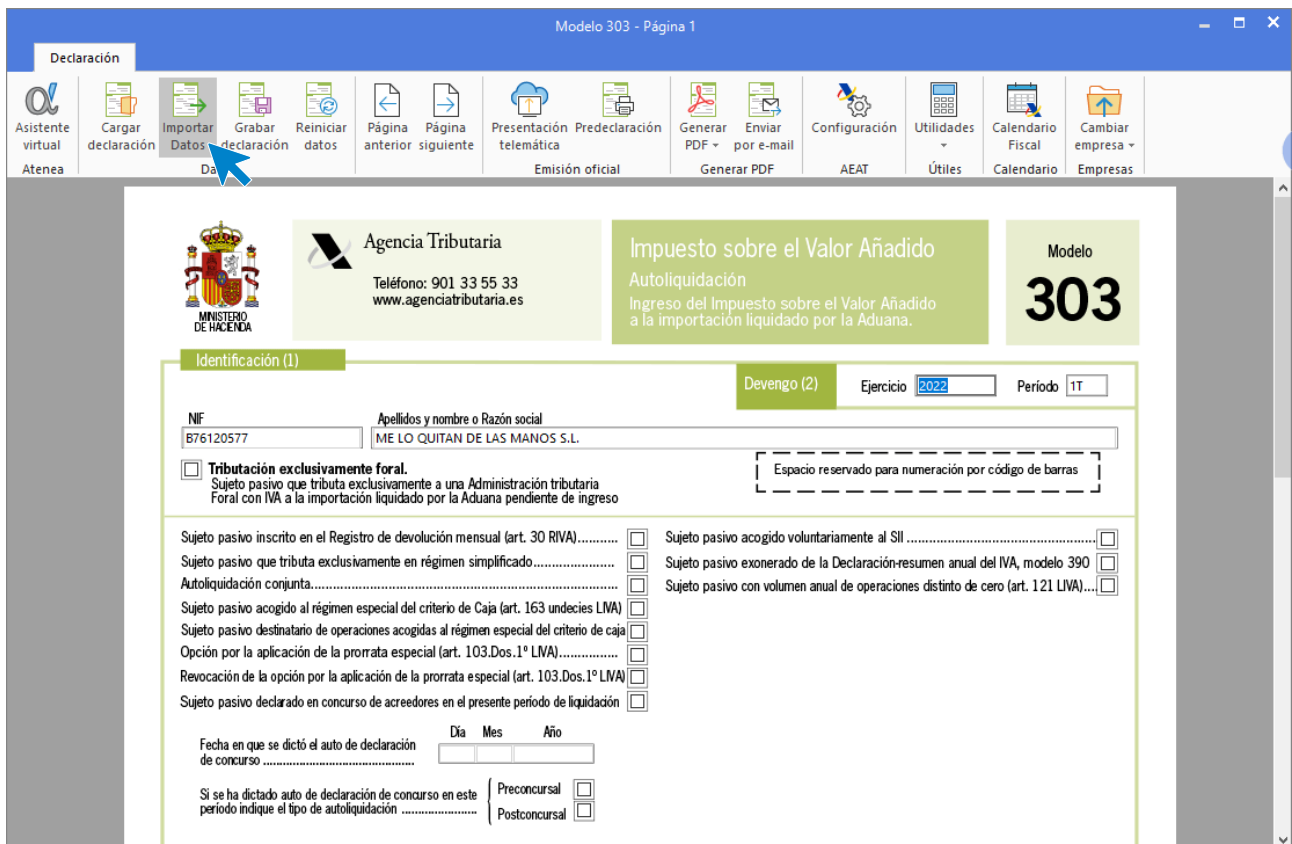 Modelo 303 - Página 1
Declaración
Asistente virtual
Cargar declaración
Importar Datos
Grabar declaración
Reiniciar datos
Página anterior
Página siguiente
Presentación telemática
Predeclaración
Generar PDF
Enviar por e-mail
Configuración
Utilidades
Calendario Fiscal
Cambiar empresa
Atenea
Da
Emisión oficial
Generar PDF
AEAT
Útiles
Calendario
Empresas
MINISTERIO
DE HACIENDA
Agencia Tributaria
Teléfono: 901 33 55 33
www.agenciatributaria.es
Impuesto sobre el Valor Añadido
Autoliquidación
Ingreso del Impuesto sobre el Valor Añadido
a la importación liquidado por la Aduana.
Modelo
303
Identificación (1)
Devengo (2)
Ejercicio 2022
Período 1T
NIF
Apellidos y nombre o Razón social
B76120577
ME LO QUITAN DE LAS MANOS S.L.
Tributación exclusivamente foral.
Sujeto pasivo que tributa exclusivamente a una Administración tributaria
Foral con IVA a la importación liquidado por la Aduana pendiente de ingreso
Espacio reservado para numeración por código de barras
Sujeto pasivo inscrito en el Registro de devolución mensual (art. 30 RIVA)...........
Sujeto pasivo que tributa exclusivamente en régimen simplificado.......................
Autoliquidación conjunta...........................................................................
Sujeto pasivo acogido al régimen especial del criterio de Caja (art. 163 undecies LIVA)
Sujeto pasivo destinatario de operaciones acogidas al régimen especial del criterio de caja
Opción por la aplicación de la prorrata especial (art. 103.Dos.1º LIVA)................
Revocación de la opción por la aplicación de la prorrata especial (art. 103.Dos.1º LIVA)
Sujeto pasivo declarado en concurso de acreedores en el presente período de liquidación
Sujeto pasivo acogido voluntariamente al SII ..............................................
Sujeto pasivo exonerado de la Declaración-resumen anual del IVA, modelo 390
Sujeto pasivo con volumen anual de operaciones distinto de cero (art. 121 LIVA)....
Día Mes Año
Fecha en que se dictó el auto de declaración
de concurso ................................................
Si se ha dictado auto de declaración de concurso en este
período indique el tipo de autoliquidación ........................
Preconcursal
Postconcursal